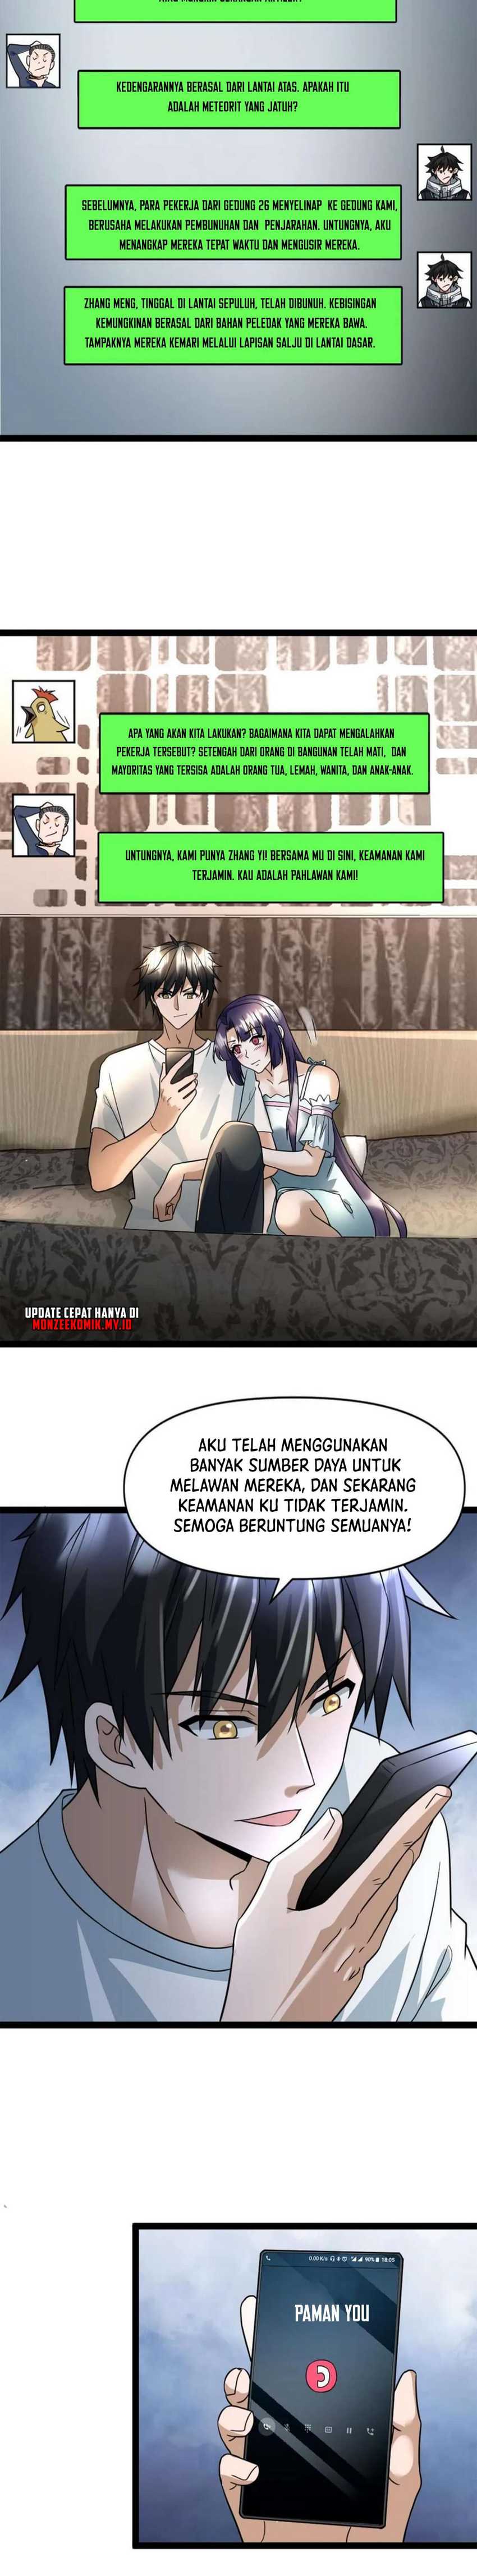 KEDENGARANNYA BERASAL DARI LANTAI ATAS. APAKAH ITU
ADALAH METEORIT YANG JATUH?
SEBELUMNYA, PARA PEKERJA DARI GEDUNG 26 MENYELINAP KE GEDUNG KAMI,
BERUSAHA MELAKUKAN PEMBUNUHAN DAN PENJARAHAN. UNTUNGNYA, AKU
MENANGKAP MEREKA TEPAT WAKTU DAN MENGUSIR MEREKA.
ZHANG MENG, TINGGAL DI LANTAI SEPULUH, TELAH DIBUNUH. KEBISINGAN
KEMUNGKINAN BERASAL DARI BAHAN PELEDAK YANG MEREKA BAWA.
TAMPAKNYA MEREKA KEMARI MELALUI LAPISAN SALJU DI LANTAI DASAR.
APA YANG AKAN KITA LAKUKAN? BAGAIMANA KITA DAPAT MENGALAHKAN
PEKERJA TERSEBUT? SETENGAH DARI ORANG DI BANGUNAN TELAH MATI, DAN
MAYORITAS YANG TERSISA ADALAH ORANG TUA, LEMAH, WANITA, DAN ANAK-ANAK.
UNTUNGNYA, KAMI PUNYA ZHANG YI! BERSAMA MU DI SINI, KEAMANAN KAMI
TERJAMIN. KAU ADALAH PAHLAWAN KAMI!
UPDATE CEPAT HANYA DI
MONZEEKOMIK.MY.ID
AKU TELAH MENGGUNAKAN
BANYAK SUMBER DAYA UNTUK
MELAWAN MEREKA, DAN SEKARANG
KEAMANAN KU TIDAK TERJAMIN.
SEMOGA BERUNTUNG SEMUANYA!
0.00 K/s 90% 18:05
PAMAN YOU